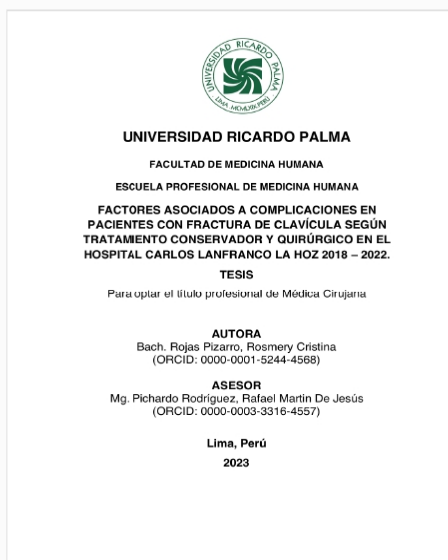 UNIVERSIDAD RICARDO PALMA
LIMA, MCMLXIX, PERÚ
UNIVERSIDAD RICARDO PALMA
FACULTAD DE MEDICINA HUMANA
ESCUELA PROFESIONAL DE MEDICINA HUMANA
FACT0RES ASOCIADOS A COMPLICACIONES EN
PACIENTES CON FRACTURA DE CLAVÍCULA SEGÚN
TRATAMIENTO CONSERVADOR Y QUIRÚRGICO EN EL
HOSPITAL CARLOS LANFRANCO LA HOZ 2018 – 2022.
TESIS
Para optar el título profesional de Médica Cirujana
AUTORA
Bach. Rojas Pizarro, Rosmery Cristina
(ORCID: 0000-0001-5244-4568)
ASESOR
Mg. Pichardo Rodríguez, Rafael Martin De Jesús
(ORCID: 0000-0003-3316-4557)
Lima, Perú
2023